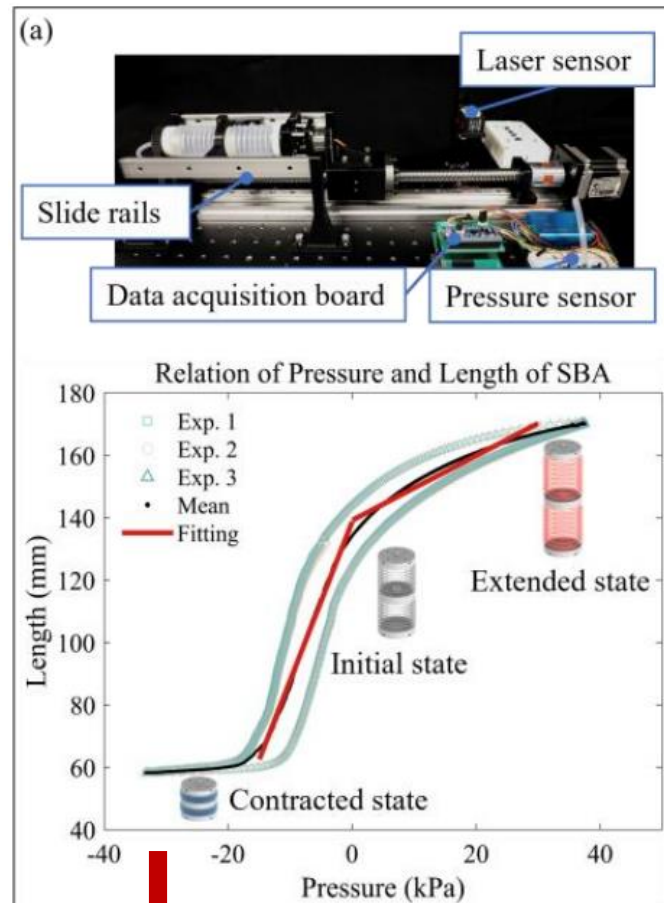 (a)
Laser sensor
Slide rails
Data acquisition board
Pressure sensor
Relation of Pressure and Length of SBA
180
160
140
120
100
80
60
40
Length (mm)
Exp. 1
Exp. 2
Exp. 3
Mean
Fitting
Extended state
Initial state
Contracted state
-40 -20 0 20 40
Pressure (kPa)